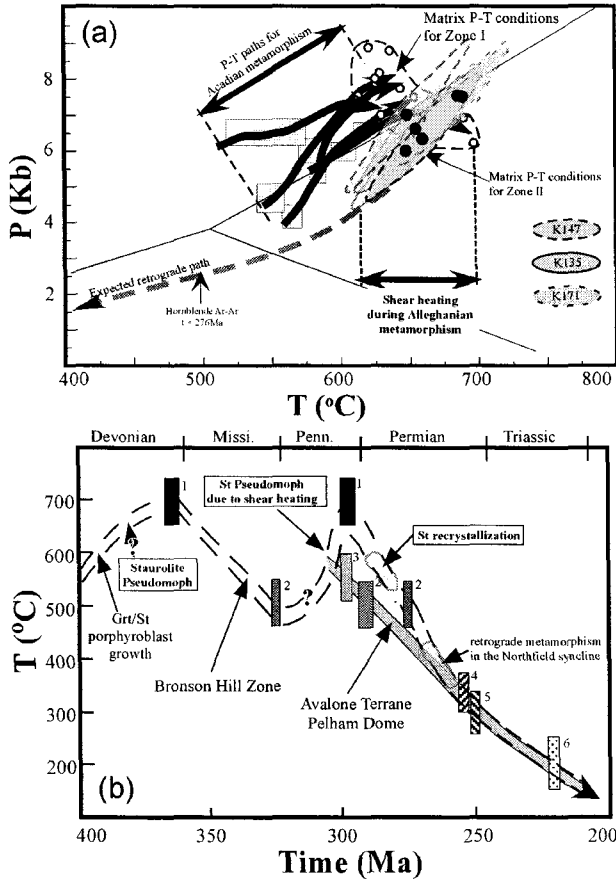 (a)
P-T paths for
Acadian metamorphism
Matrix P-T conditions
for Zone I
8
6
4
2
P (Kb)
Matrix P-T conditions
for Zone II
K147
K135
K171
Expected retrograde path
Hornblende Ar-Ar
t < 276Ma
Shear heating
during Alleghanian
metamorphism
400
500
600
700
800
T (°C)
Devonian
Missi.
Penn.
Permian
Triassic
700
600
500
400
300
200
T (°C)
1
St Pseudomoph
due to shear heating
1
St recrystallization
?
Staurolite
Pseudomoph
Grt/St
porphyroblast
growth
2
?
3
2
Bronson Hill Zone
Avalone Terrane
Pelham Dome
retrograde metamorphism
in the Northfield syncline
4
5
6
(b)
400
350
300
250
200
Time (Ma)